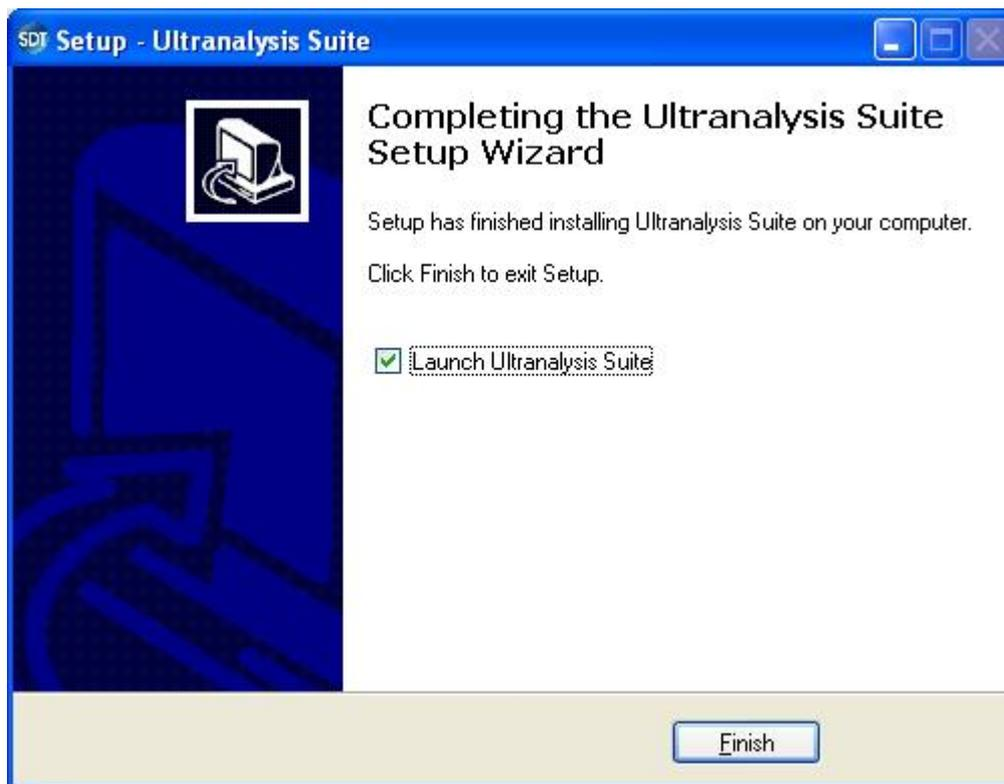 SDT Setup - Ultranalysis Suite
Completing the Ultranalysis Suite
Setup Wizard
Setup has finished installing Ultranalysis Suite on your computer.
Click Finish to exit Setup.
Launch Ultranalysis Suite
Finish